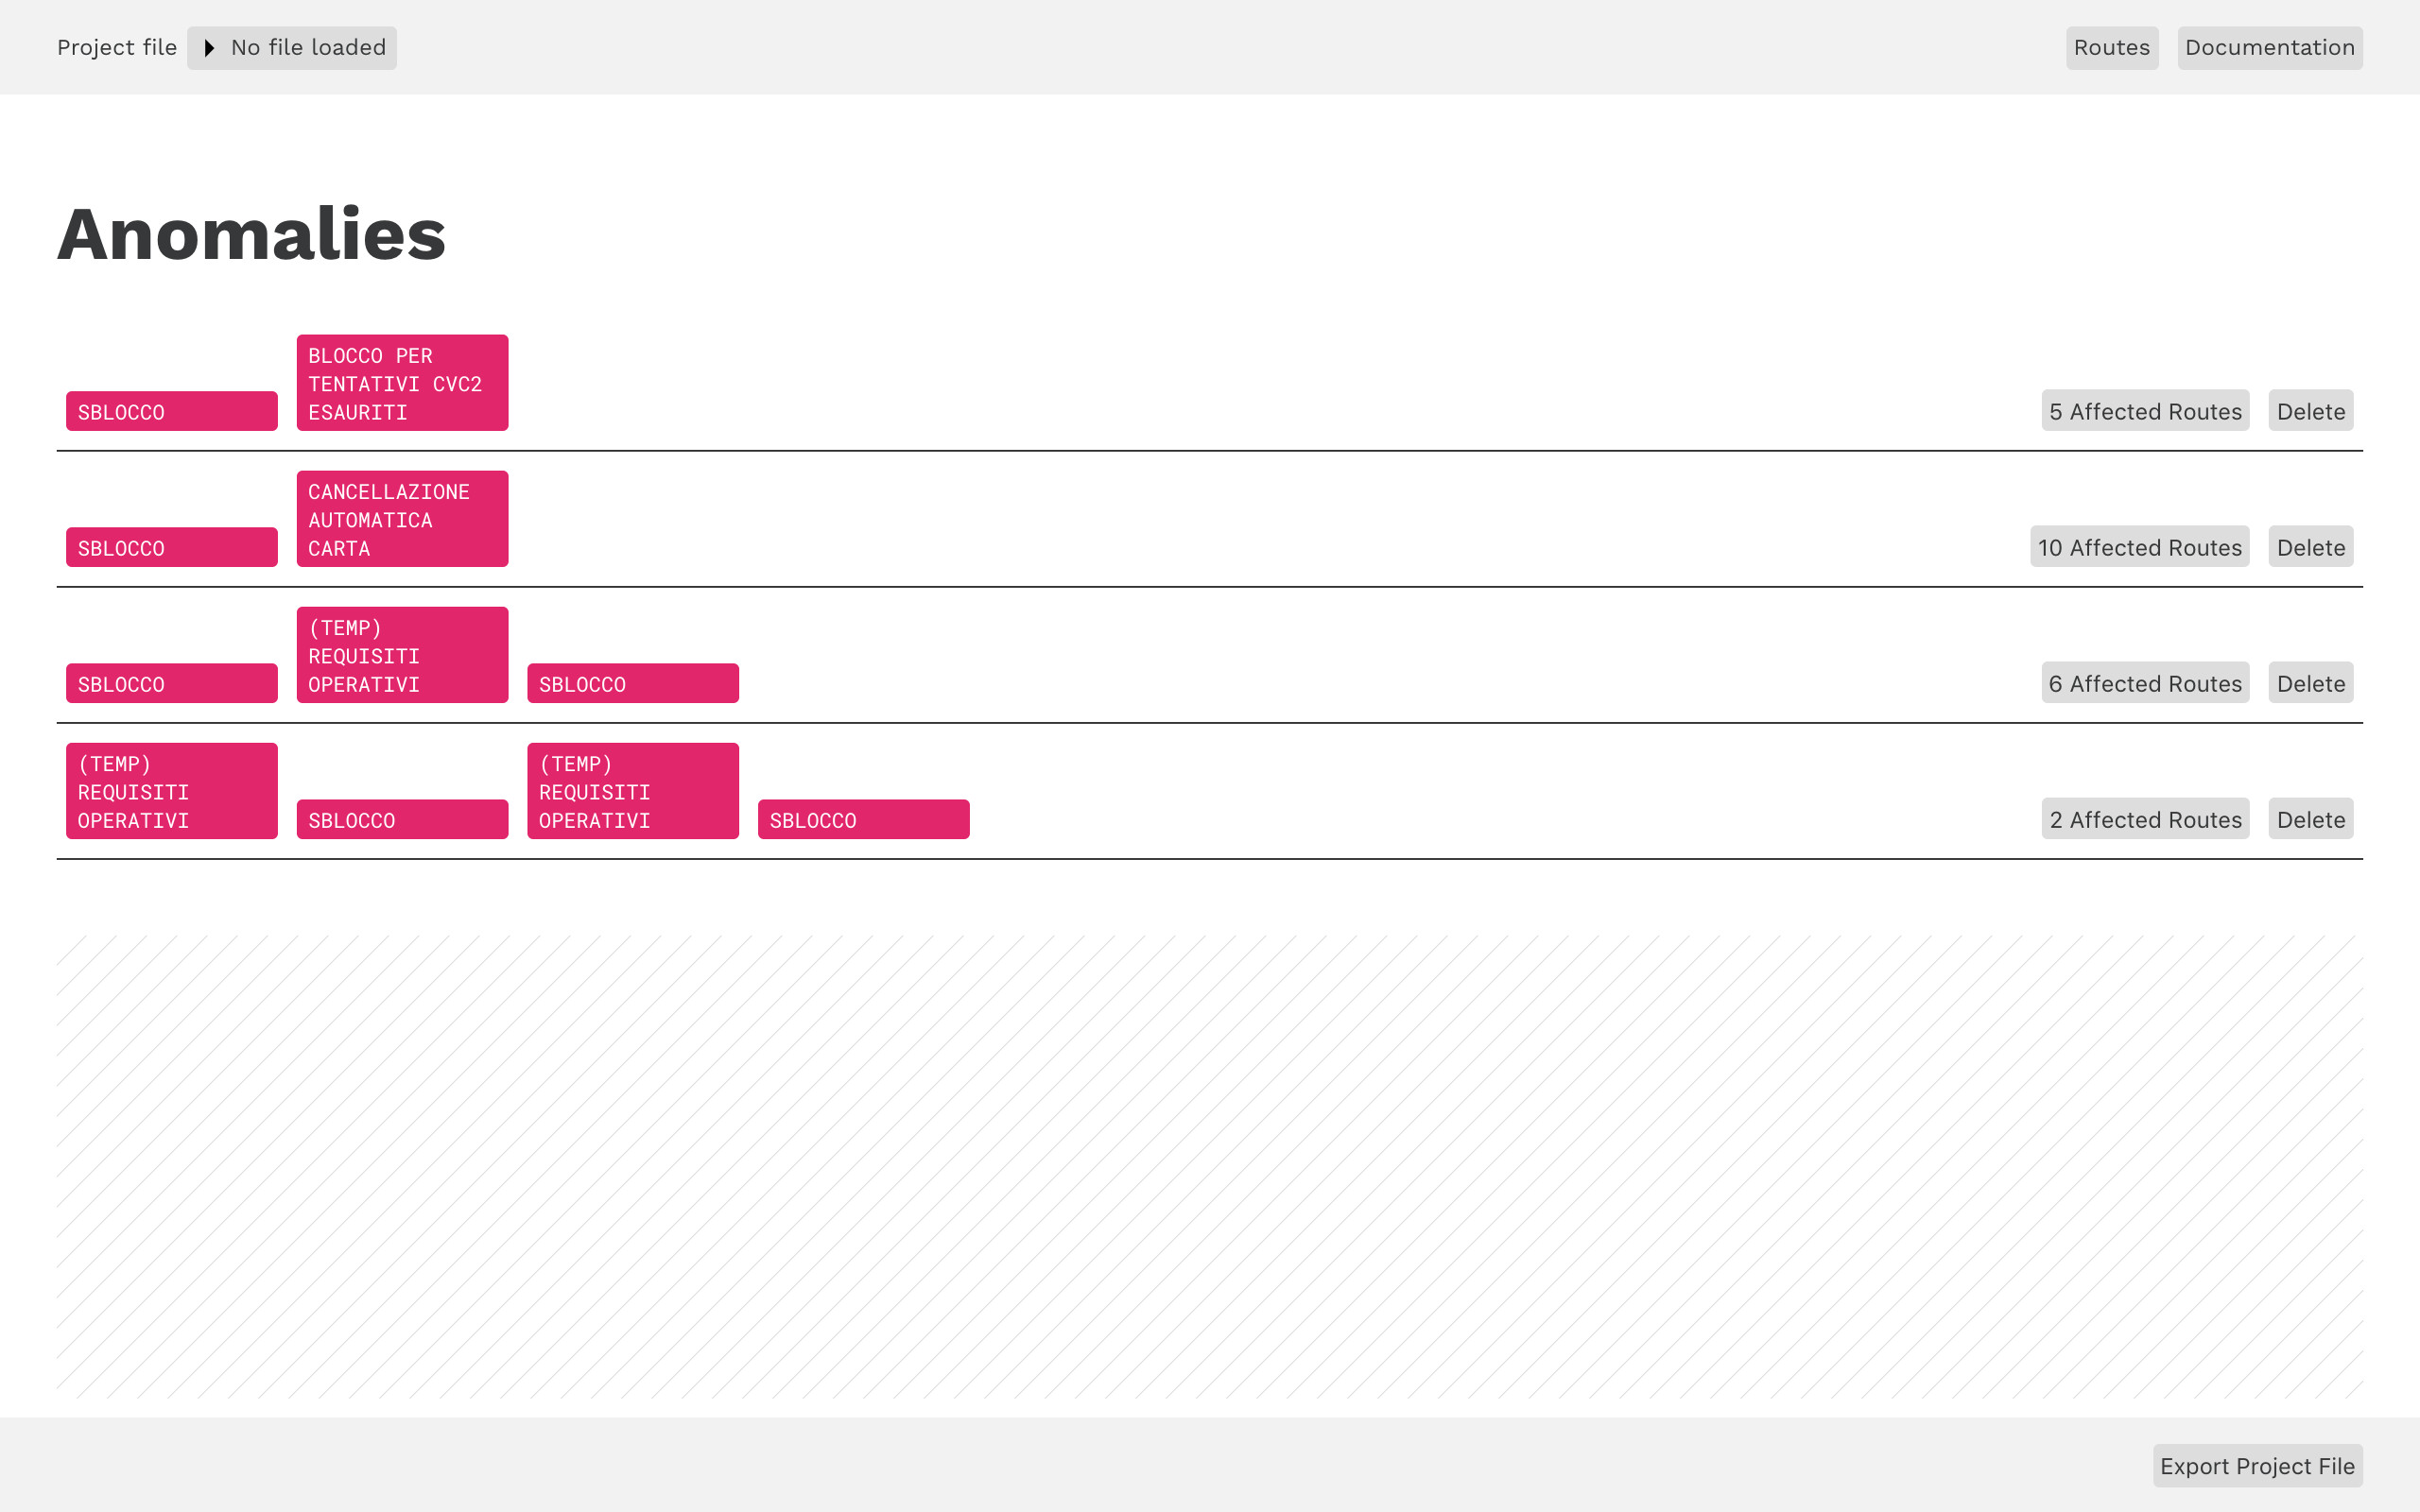 Project file No file loaded Routes Documentation
Anomalies
BLOCCO PER
TENTATIVI CVC2
SBLOCCO ESAURITI 5 Affected Routes Delete
CANCELLAZIONE
AUTOMATICA
SBLOCCO CARTA 10 Affected Routes Delete
(TEMP)
REQUISITI
SBLOCCO OPERATIVI SBLOCCO 6 Affected Routes Delete
(TEMP) (TEMP)
REQUISITI REQUISITI
OPERATIVI SBLOCCO OPERATIVI SBLOCCO 2 Affected Routes Delete
Export Project File